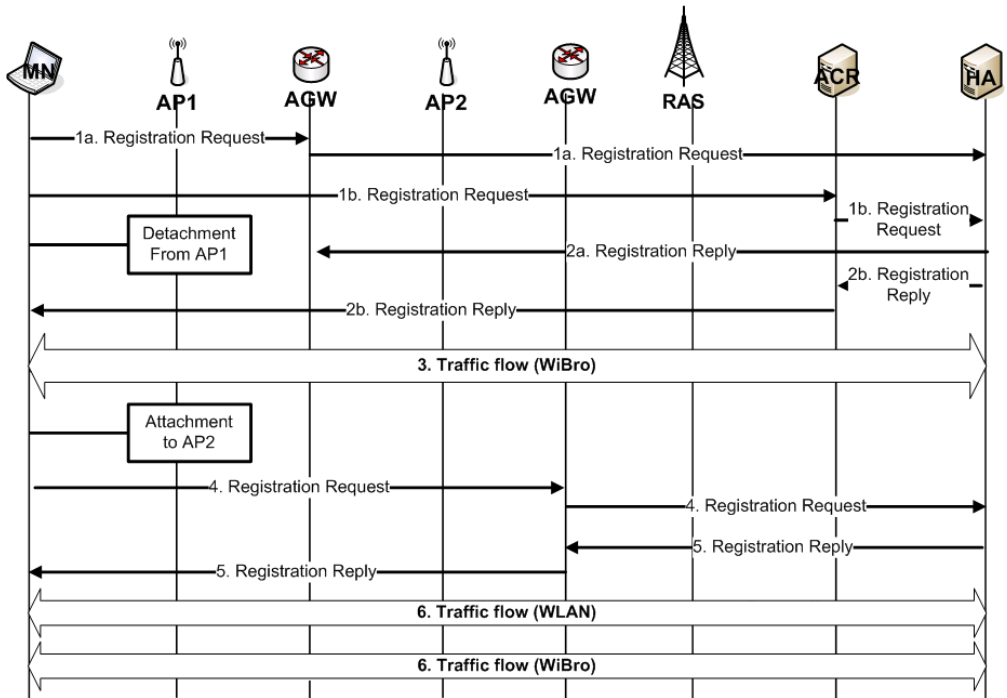 MN
AP1
AGW
AP2
AGW
RAS
ACR
HA
1a. Registration Request
1a. Registration Request
1b. Registration Request
1b. Registration
Request
Detachment
From AP1
2a. Registration Reply
2b. Registration
Reply
2b. Registration Reply
3. Traffic flow (WiBro)
Attachment
to AP2
4. Registration Request
4. Registration Request
5. Registration Reply
5. Registration Reply
6. Traffic flow (WLAN)
6. Traffic flow (WiBro)